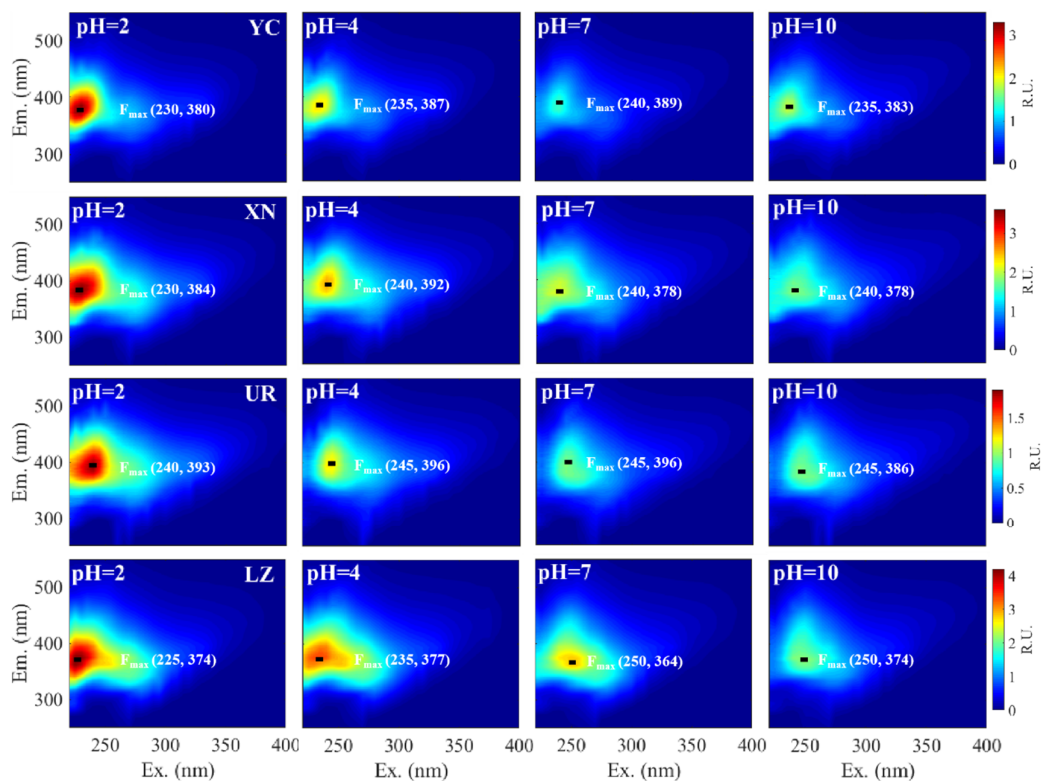 pH=2 YC pH=4 pH=7 pH=10
Em. (nm) 500 400 300
Fmax (230, 380) Fmax (235, 387) Fmax (240, 389) Fmax (235, 383)
3 2 1 0 R.U.
pH=2 XN pH=4 pH=7 pH=10
Em. (nm) 500 400 300
Fmax (230, 384) Fmax (240, 392) Fmax (240, 378) Fmax (240, 378)
3 2 1 0 R.U.
pH=2 UR pH=4 pH=7 pH=10
Em. (nm) 500 400 300
Fmax (240, 393) Fmax (245, 396) Fmax (245, 396) Fmax (245, 386)
1.5 1 0.5 0 R.U.
pH=2 LZ pH=4 pH=7 pH=10
Em. (nm) 500 400 300
Fmax (225, 374) Fmax (235, 377) Fmax (250, 364) Fmax (250, 374)
4 3 2 1 0 R.U.
250 300 350 400 250 300 350 400 250 300 350 400 250 300 350 400
Ex. (nm) Ex. (nm) Ex. (nm) Ex. (nm)